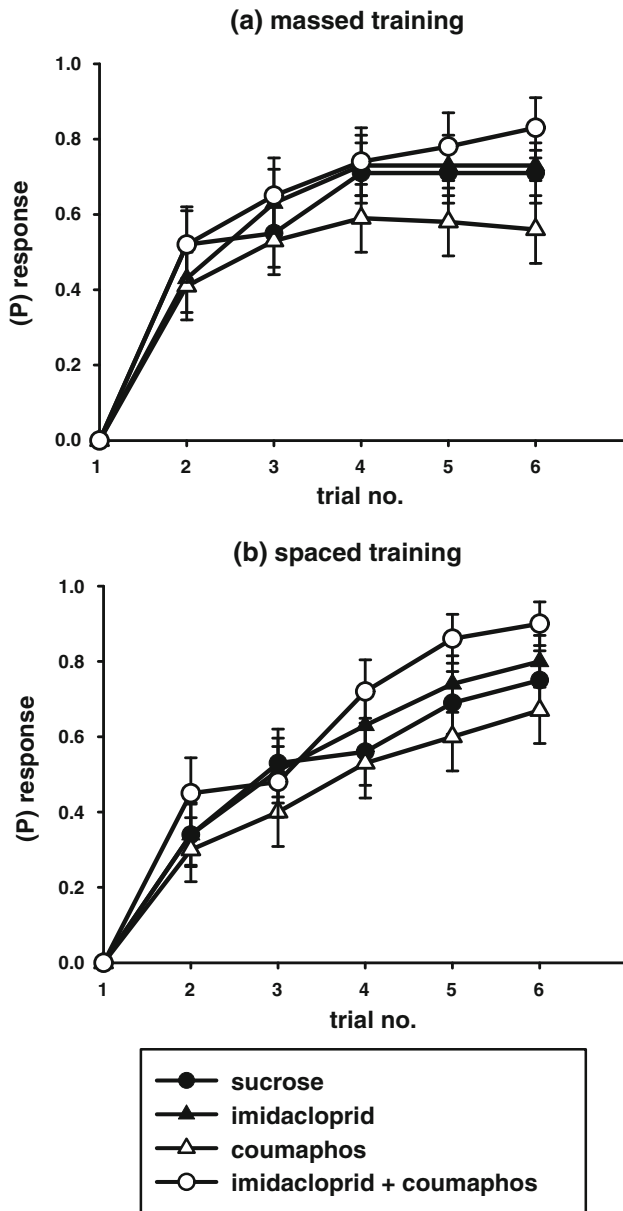 (a) massed training
1.0
0.8
0.6
0.4
0.2
0.0
(P) response
1 2 3 4 5 6
trial no.
(b) spaced training
1.0
0.8
0.6
0.4
0.2
0.0
(P) response
1 2 3 4 5 6
trial no.
sucrose
imidacloprid
coumaphos
imidacloprid + coumaphos